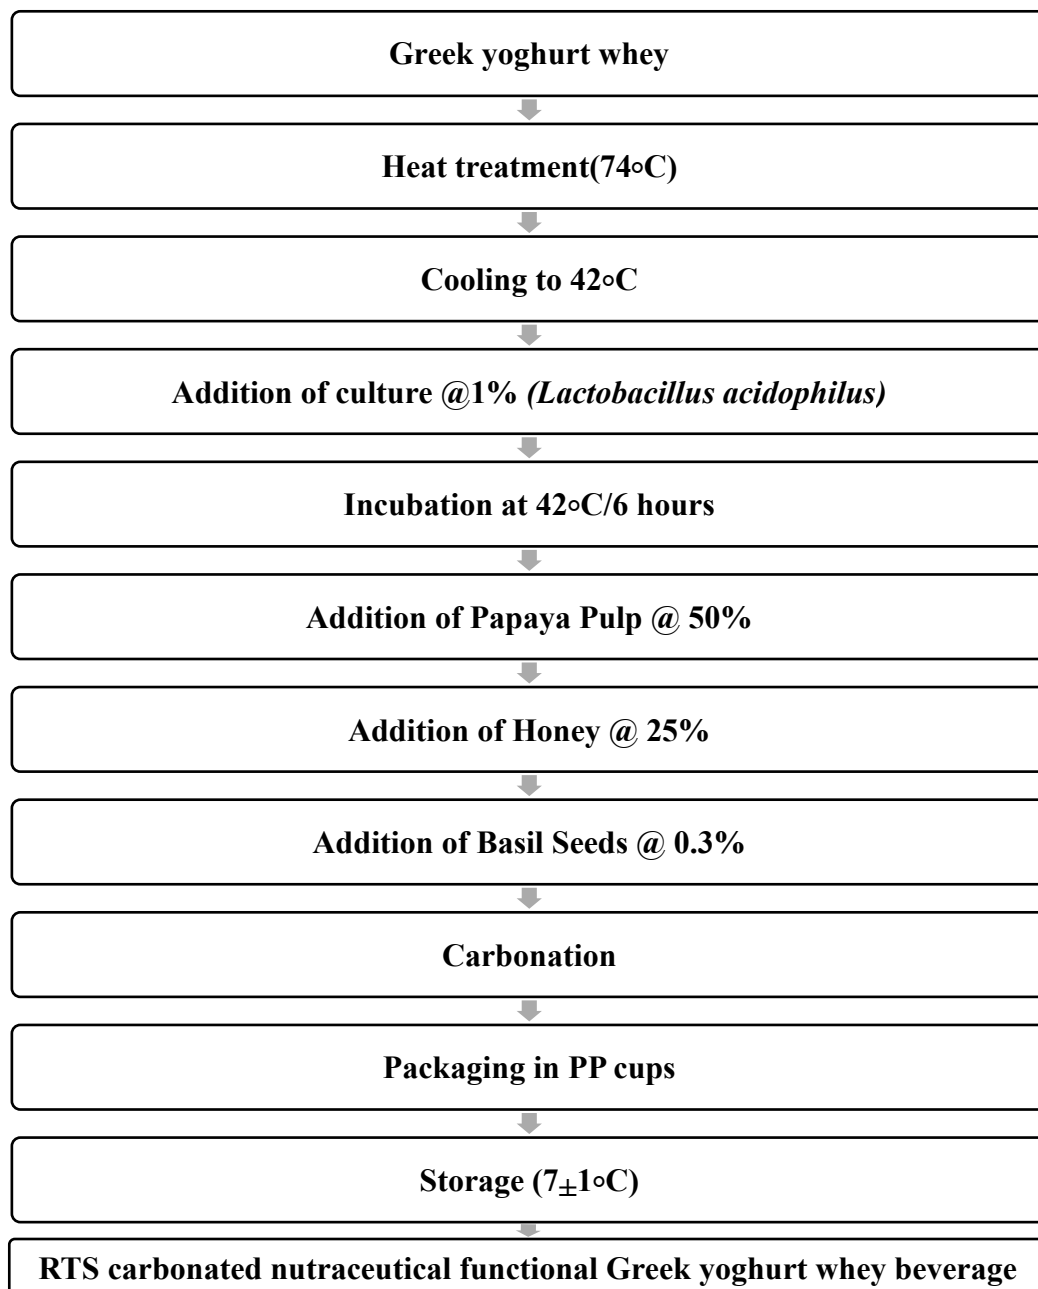 Greek yoghurt whey
Heat treatment(74∘C)
Cooling to 42∘C
Addition of culture @1% (Lactobacillus acidophilus)
Incubation at 42∘C/6 hours
Addition of Papaya Pulp @ 50%
Addition of Honey @ 25%
Addition of Basil Seeds @ 0.3%
Carbonation
Packaging in PP cups
Storage (7±1∘C)
RTS carbonated nutraceutical functional Greek yoghurt whey beverage